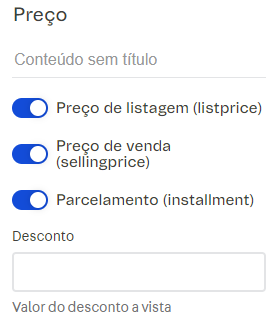 Preço
Conteúdo sem título
Preço de listagem (listprice)
Preço de venda
(sellingprice)
Parcelamento (installment)
Desconto
Valor do desconto a vista